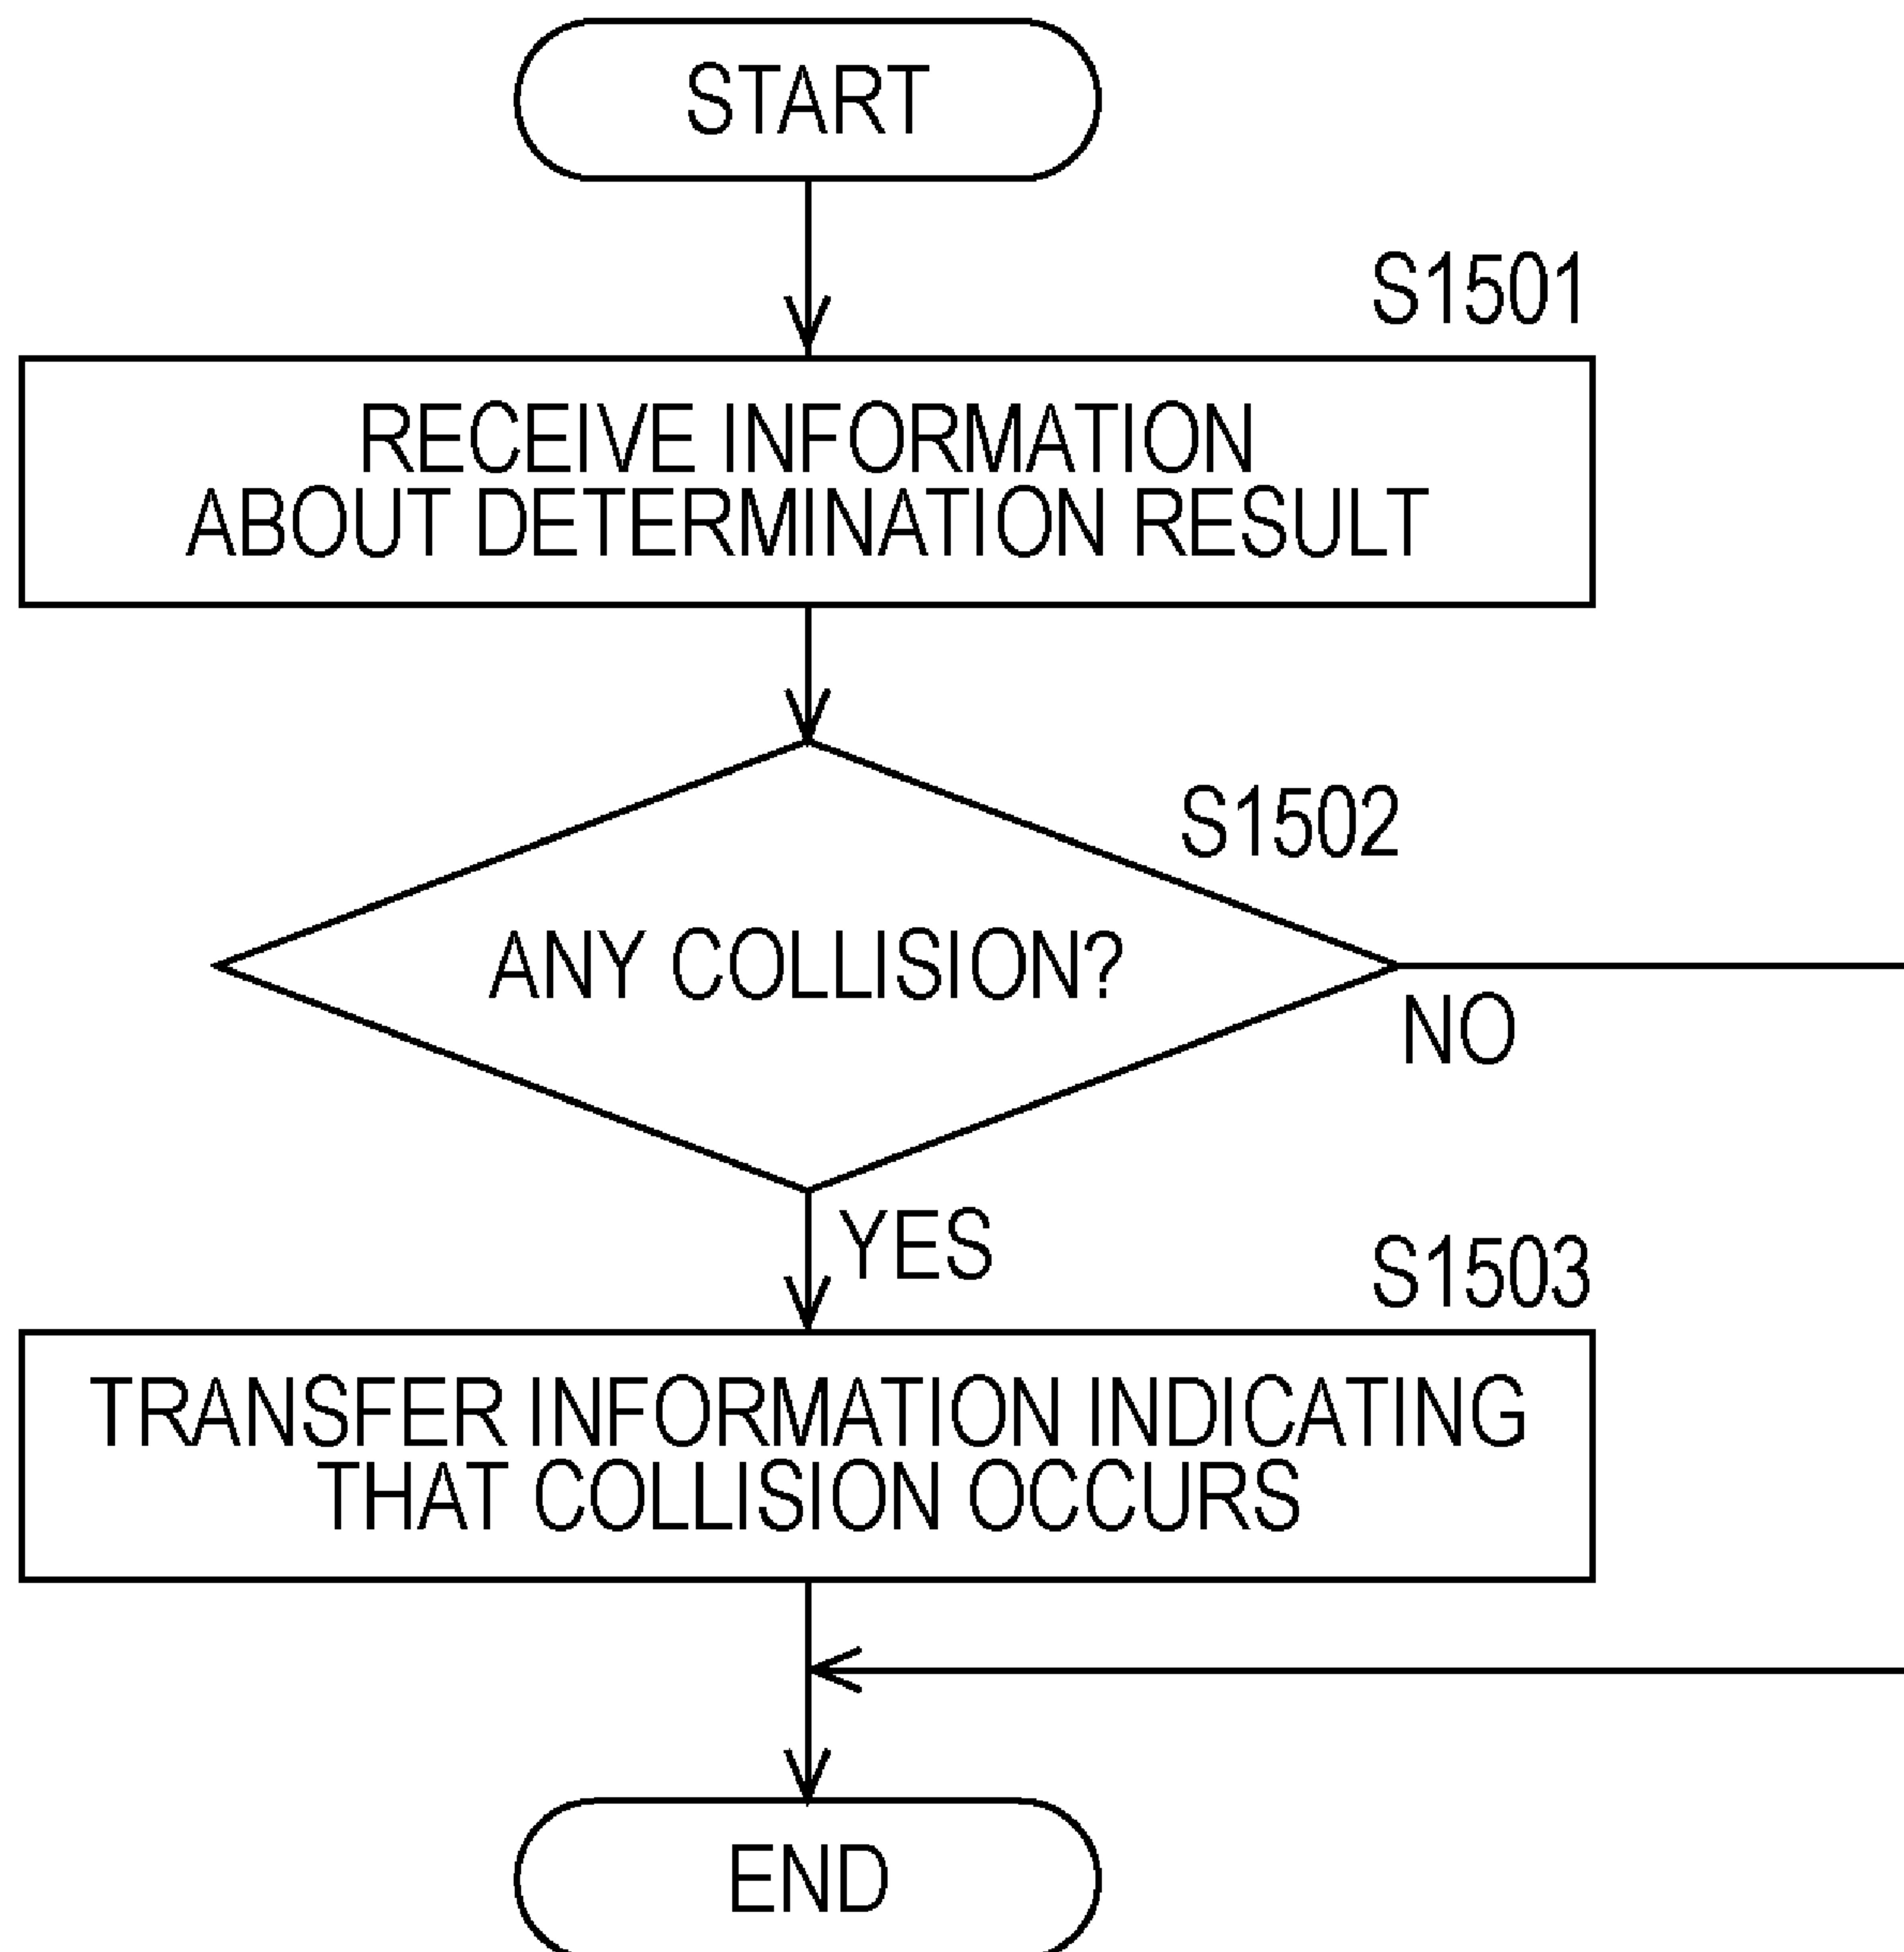 START
S1501
RECEIVE INFORMATION
ABOUT DETERMINATION RESULT
S1502
ANY COLLISION?
NO
YES
S1503
TRANSFER INFORMATION INDICATING
THAT COLLISION OCCURS
END